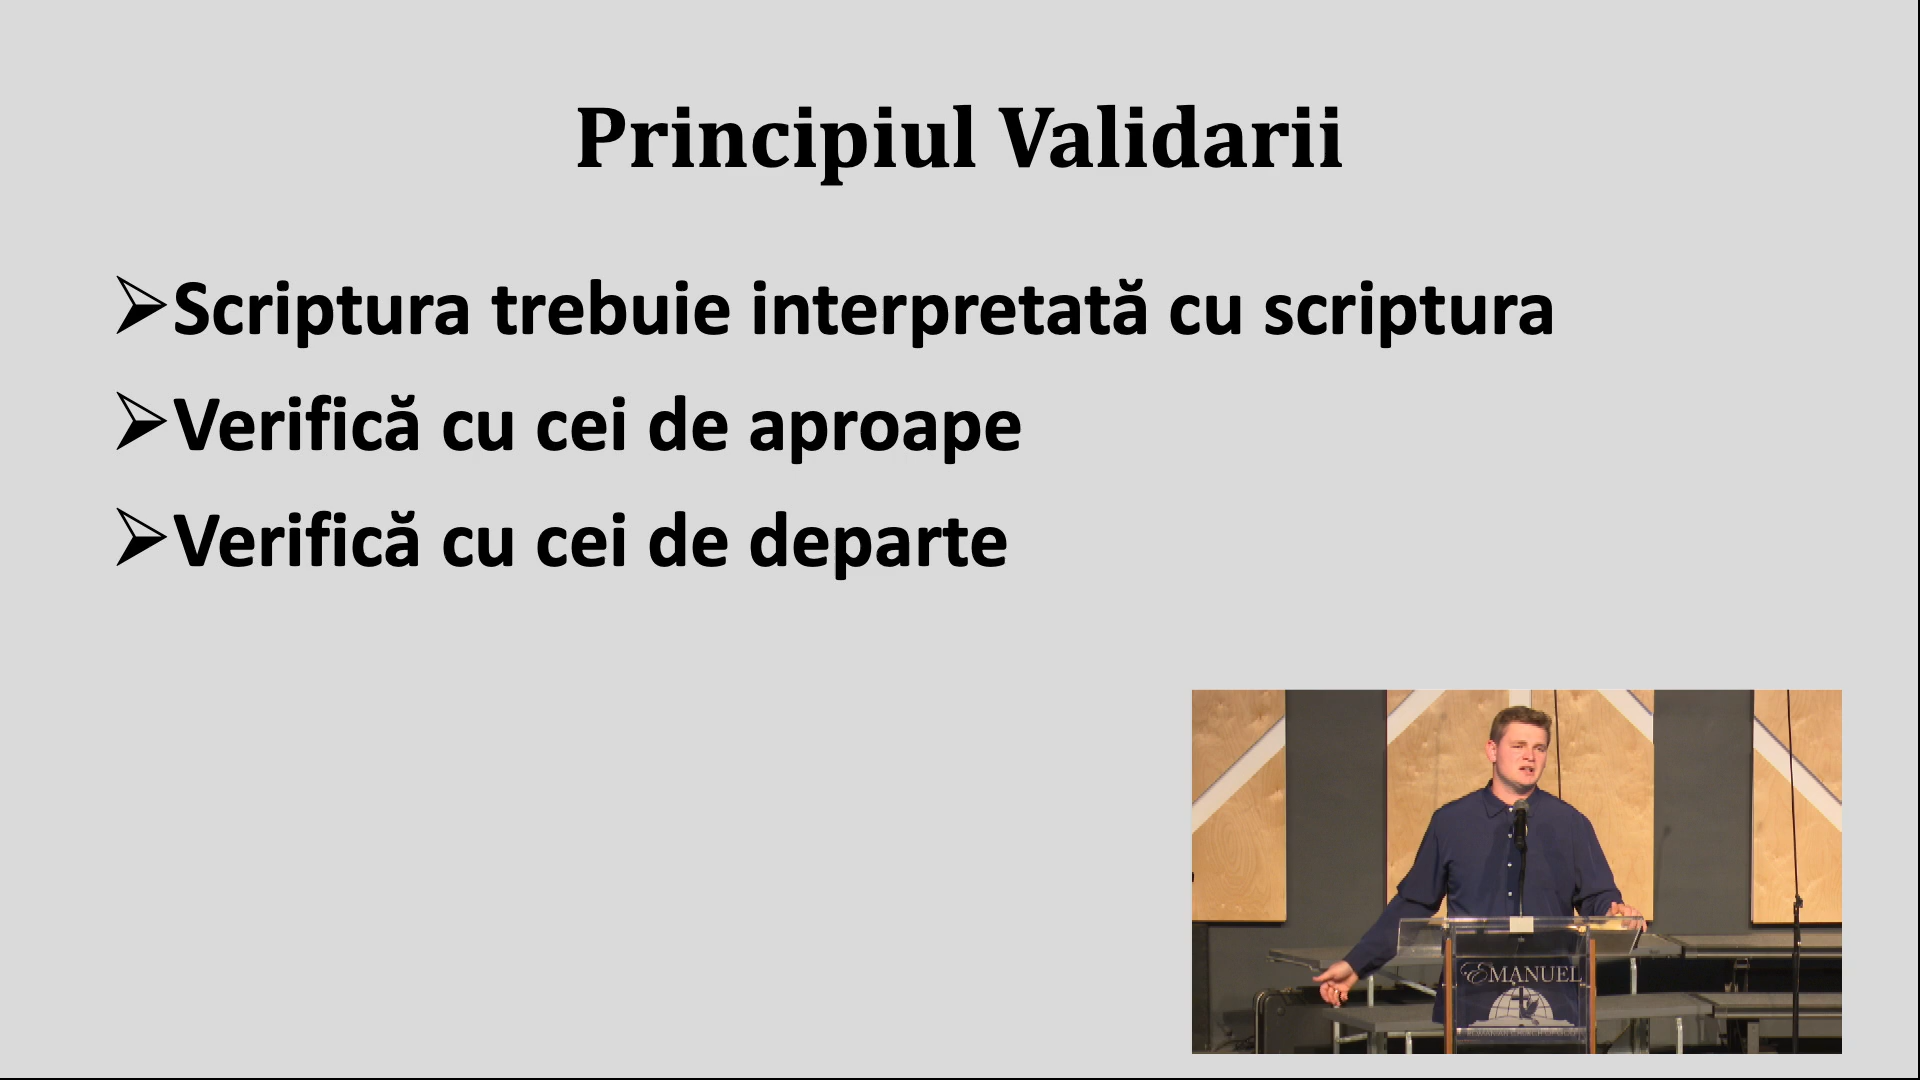 Principiul Validarii
Scriptura trebuie interpretată cu scriptura
Verifică cu cei de aproape
Verifică cu cei de departe
EMANUEL